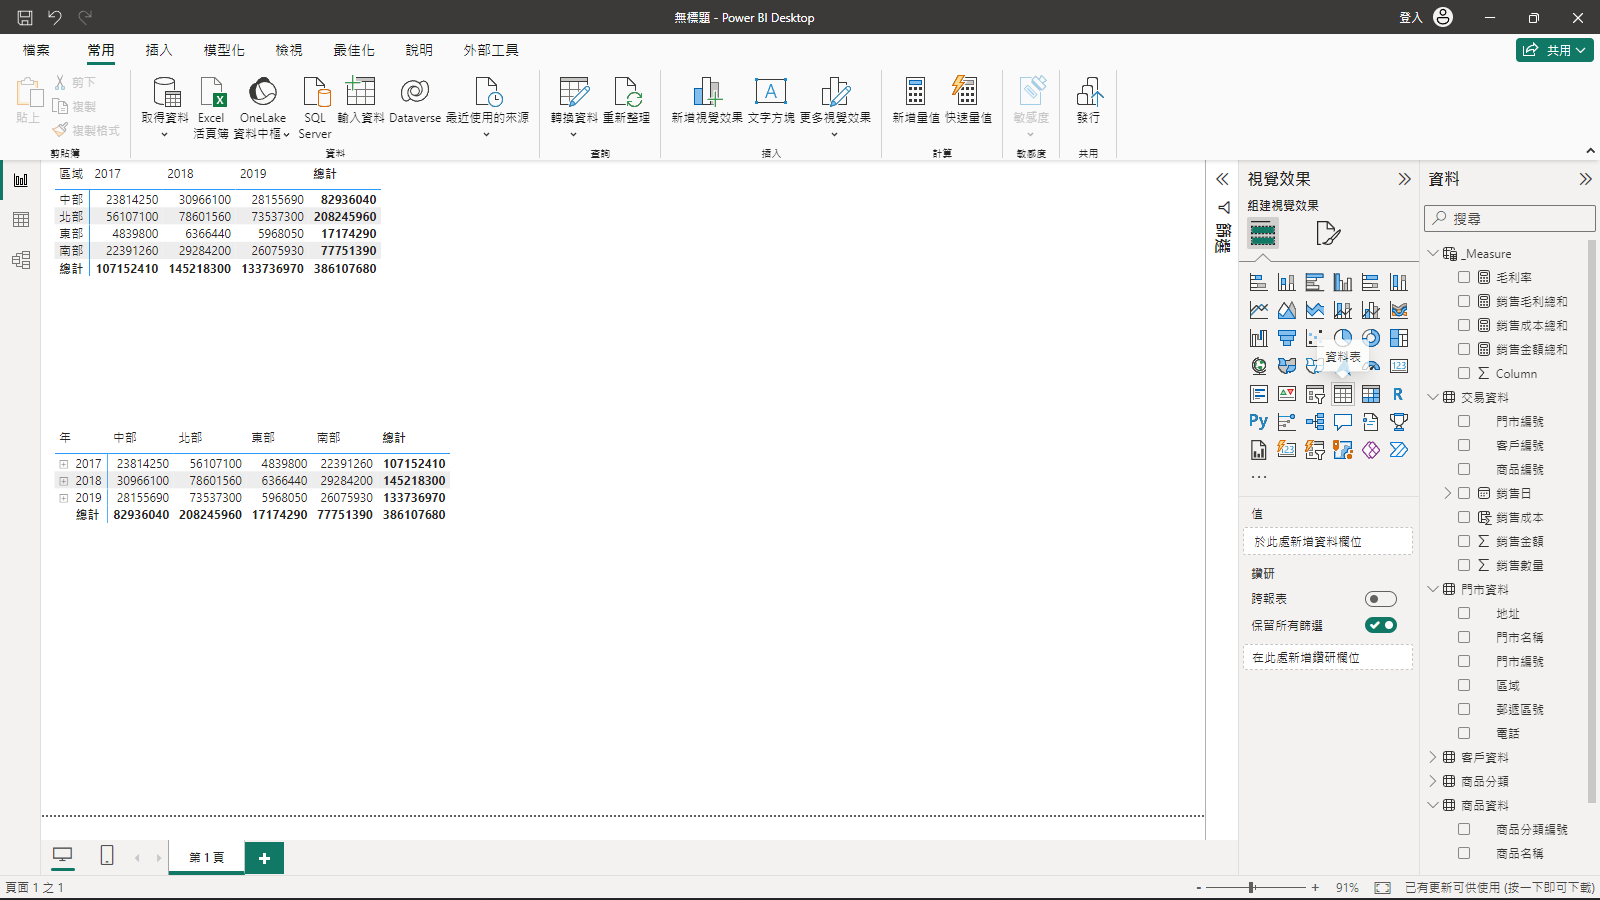 無標題 - Power BI Desktop
登入
檔案 常用 插入 模型化 檢視 最佳化 說明 外部工具
共用
貼上
剪下
複製
複製格式
剪貼簿
取得資料
Excel
活頁簿
OneLake
資料中樞
SQL
Server
輸入資料
Dataverse
最近使用的來源
資料
轉換資料
重新整理
查詢
新增視覺效果
文字方塊
更多視覺效果
插入
新增量值
快速量值
計算
敏感度
敏感度
發行
共用
區域 2017 2018 2019 總計
中部 23814250 30966100 28155690 82936040
北部 56107100 78601560 73537300 208245960
東部 4839800 6366440 5968050 17174290
南部 22391260 29284200 26075930 77751390
總計 107152410 145218300 133736970 386107680
年 中部 北部 東部 南部 總計
2017 23814250 56107100 4839800 22391260 107152410
2018 30966100 78601560 6366440 29284200 145218300
2019 28155690 73537300 5968050 26075930 133736970
總計 82936040 208245960 17174290 77751390 386107680
篩選
視覺效果
組建視覺效果
資料表
123
R
Py
123
...
值
於此處新增資料欄位
鑽研
跨報表
保留所有篩選
在此處新增鑽研欄位
資料
搜尋
_Measure
毛利率
銷售毛利總和
銷售成本總和
銷售金額總和
Column
交易資料
門市編號
客戶編號
商品編號
銷售日
銷售成本
銷售金額
銷售數量
門市資料
地址
門市名稱
門市編號
區域
郵遞區號
電話
客戶資料
商品分類
商品資料
商品分類編號
商品名稱
第 1 頁
頁面 1 之 1
- + 91%
已有更新可供使用 (按一下即可下載)